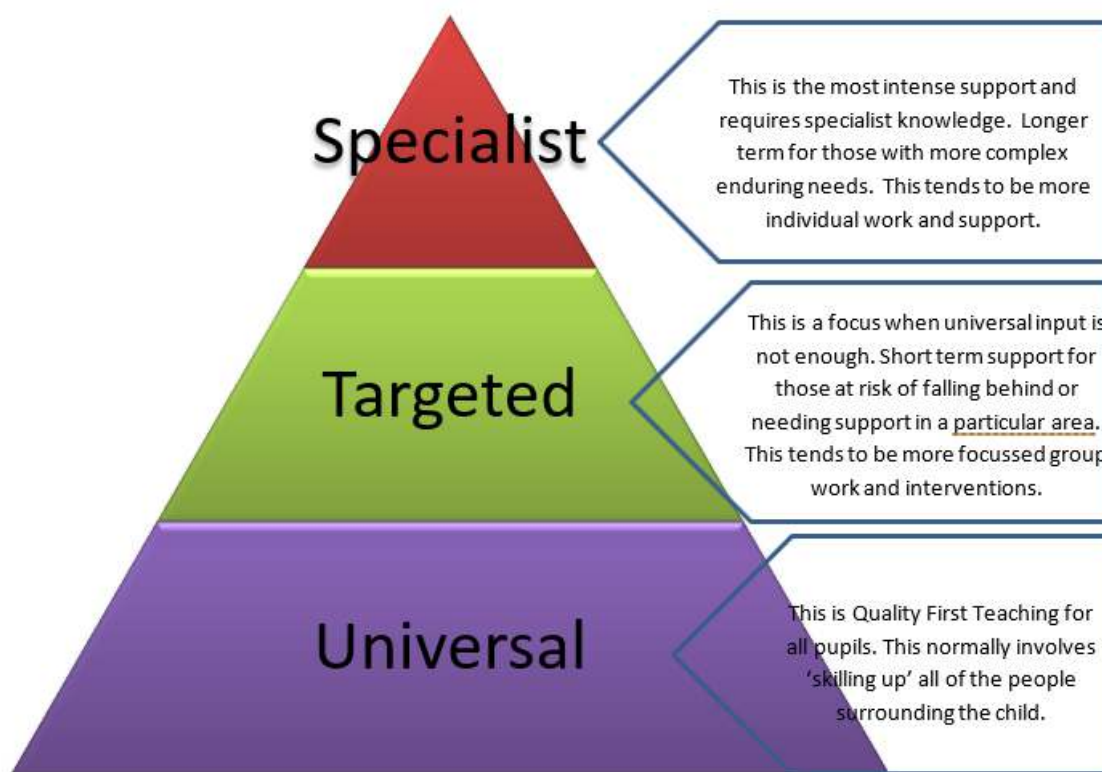 Specialist
This is the most intense support and
requires specialist knowledge. Longer
term for those with more complex
enduring needs. This tends to be more
individual work and support.
Targeted
This is a focus when universal input is
not enough. Short term support for
those at risk of falling behind or
needing support in a particular area.
This tends to be more focussed group
work and interventions.
Universal
This is Quality First Teaching for
all pupils. This normally involves
‘skilling up’ all of the people
surrounding the child.